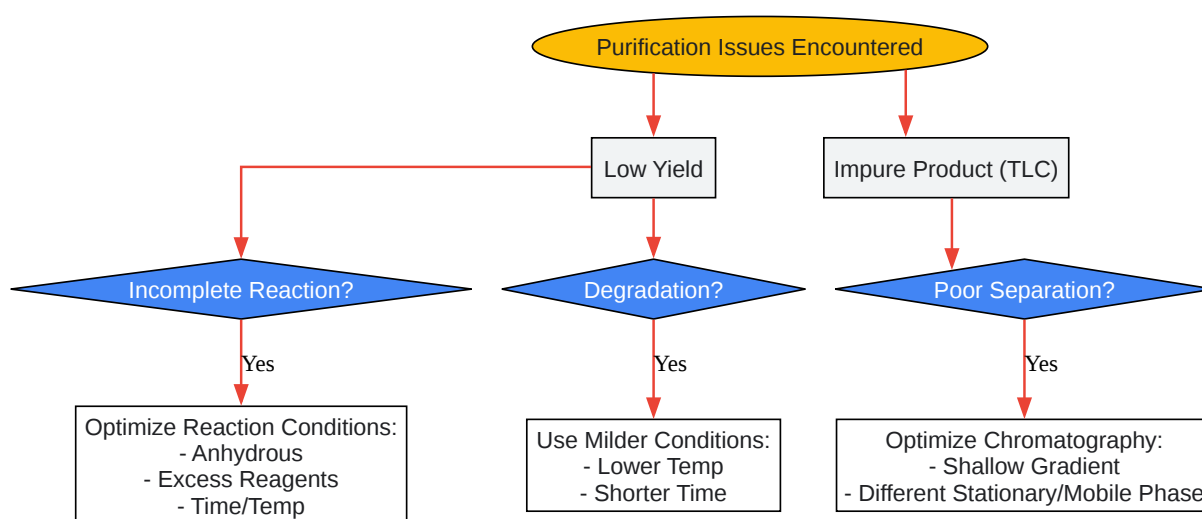 Purification Issues Encountered
Low Yield
Impure Product (TLC)
Incomplete Reaction?
Degradation?
Poor Separation?
Yes
Yes
Yes
Optimize Reaction Conditions:
- Anhydrous
- Excess Reagents
- Time/Temp
Use Milder Conditions:
- Lower Temp
- Shorter Time
Optimize Chromatography:
- Shallow Gradient
- Different Stationary/Mobile Phase